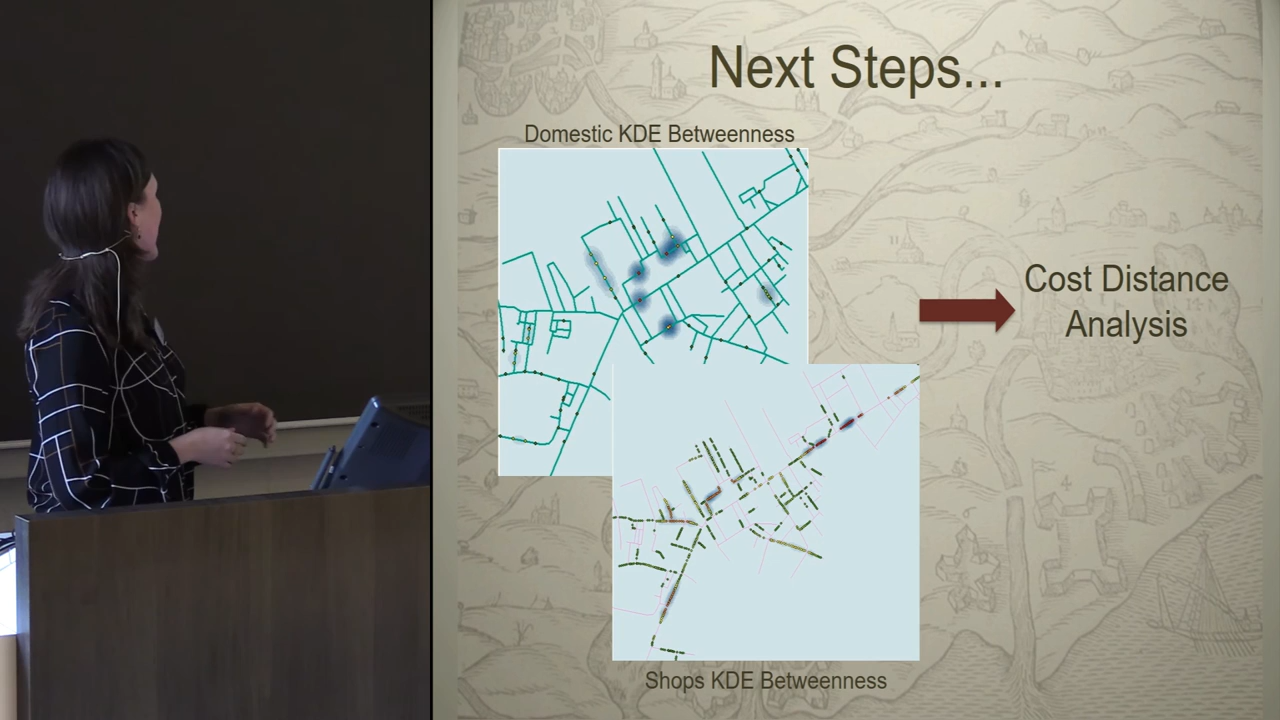 Next Steps...
Domestic KDE Betweenness
Cost Distance
Analysis
Shops KDE Betweenness